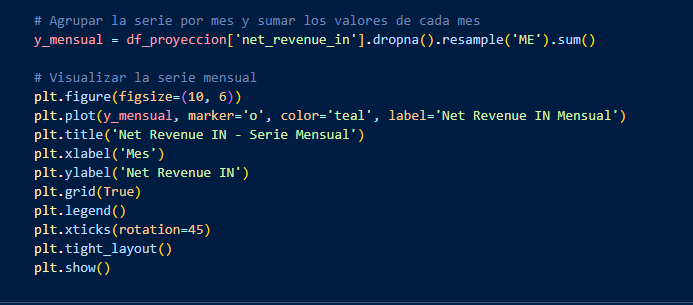 # Agrupar la serie por mes y sumar los valores de cada mes
y_mensual = df_proyeccion['net_revenue_in'].dropna().resample('ME').sum()
# Visualizar la serie mensual
plt.figure(figsize=(10, 6))
plt.plot(y_mensual, marker='o', color='teal', label='Net Revenue IN Mensual')
plt.title('Net Revenue IN - Serie Mensual')
plt.xlabel('Mes')
plt.ylabel('Net Revenue IN')
plt.grid(True)
plt.legend()
plt.xticks(rotation=45)
plt.tight_layout()
plt.show()